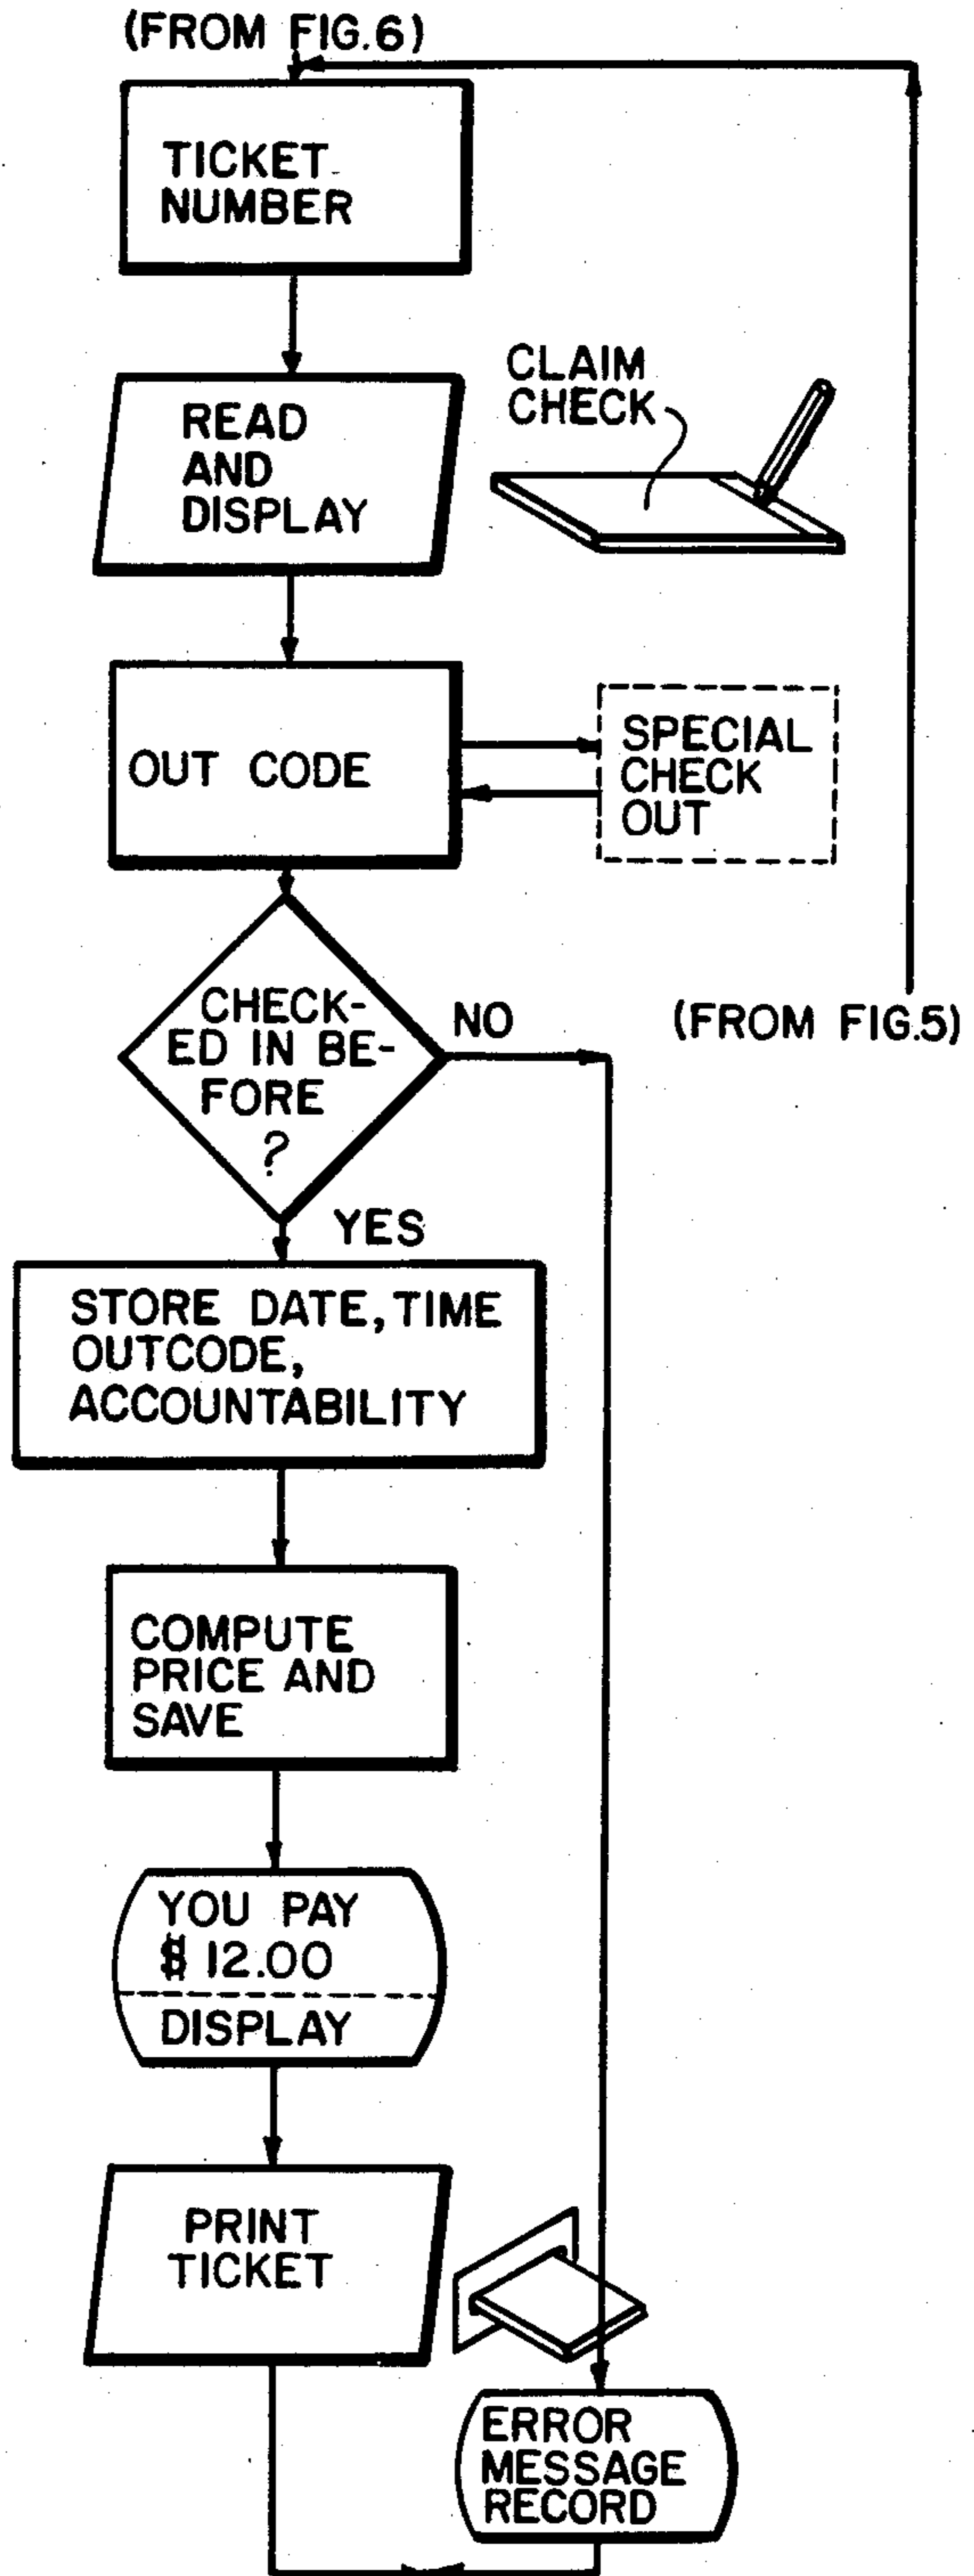 (FROM FIG.6)
TICKET
NUMBER
READ
AND
DISPLAY
CLAIM
CHECK
OUT CODE
SPECIAL
CHECK
OUT
CHECK-
ED IN BE-
FORE
?
NO
(FROM FIG.5)
YES
STORE DATE, TIME
OUTCODE,
ACCOUNTABILITY
COMPUTE
PRICE AND
SAVE
YOU PAY
$ 12.00
DISPLAY
PRINT
TICKET
ERROR
MESSAGE
RECORD